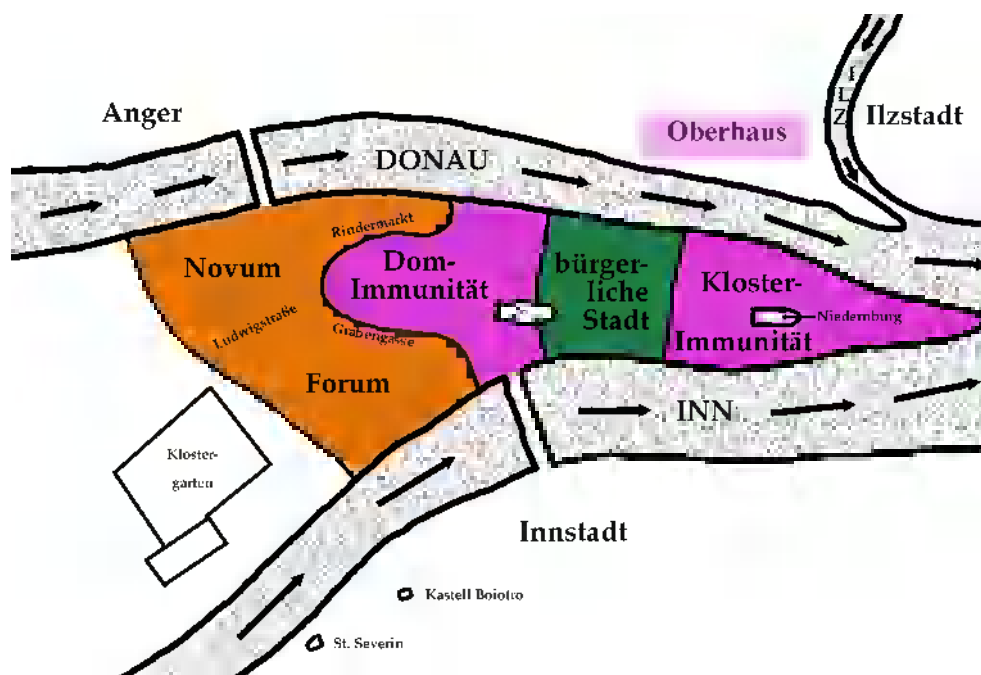 Anger
DONAU
Oberhaus
I
L
Z
Ilzstadt
Rindermarkt
Novum
Dom-
Immunität
bürger-
liche
Stadt
Kloster-
Niedernburg
Immunität
Ludwigstraße
Grabengasse
Forum
INN
Kloster-
garten
Innstadt
Kastell Boiotro
St. Severin